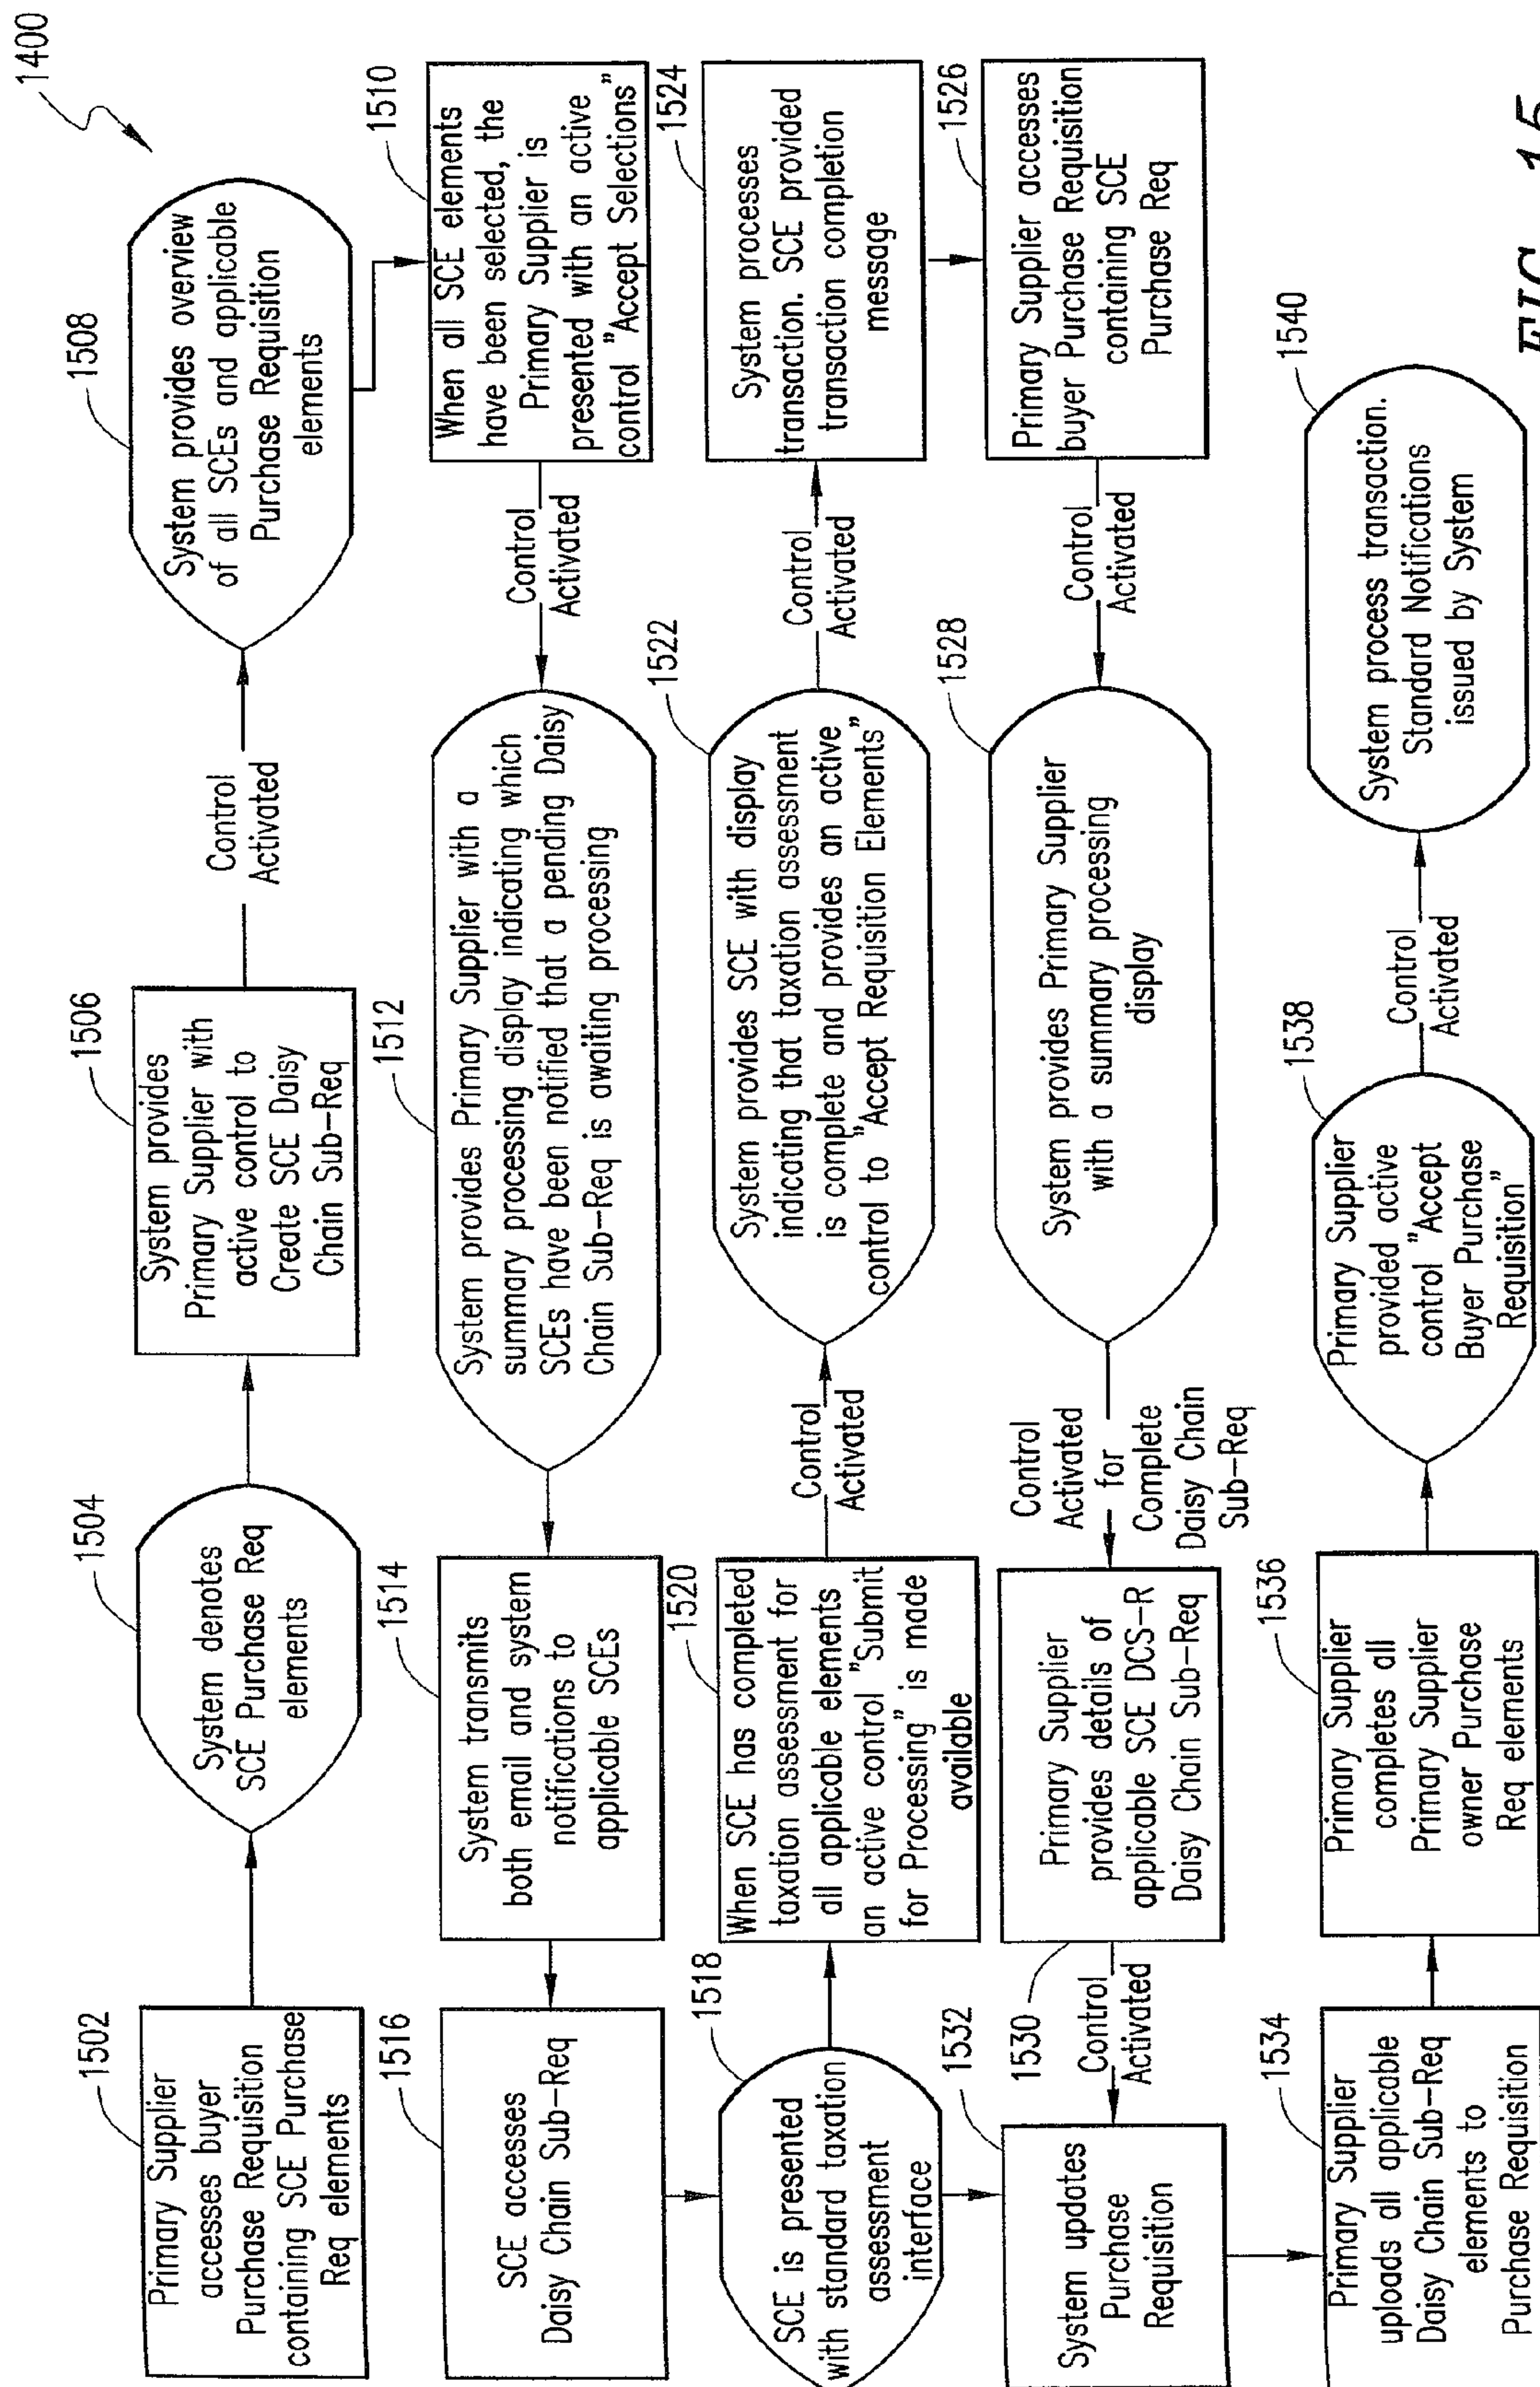 1400
1502
Primary Supplier
accesses buyer
Purchase Requisition
containing SCE Purchase
Req elements
1504
System denotes
SCE Purchase Req
elements
1506
System provides
Primary Supplier with
active control to
Create SCE Daisy
Chain Sub-Req
Control
Activated
1508
System provides overview
of all SCEs and applicable
Purchase Requisition
elements
1510
When all SCE elements
have been selected, the
Primary Supplier is
presented with an active
control "Accept Selections"
Control
Activated
1512
System provides Primary Supplier with a
summary processing display indicating which
SCEs have been notified that a pending Daisy
Chain Sub-Req is awaiting processing
1514
System transmits
both email and system
notifications to
applicable SCEs
1516
SCE accesses
Daisy Chain Sub-Req
1518
SCE is presented
with standard taxation
assessment
interface
1520
When SCE has completed
taxation assessment for
all applicable elements
an active control "Submit
for Processing" is made
available
Control
Activated
1522
System provides SCE with display
indicating that taxation assessment
is complete and provides an active
control to "Accept Requisition Elements"
Control
Activated
1524
System processes
transaction. SCE provided
transaction completion
message
1526
Primary Supplier accesses
buyer Purchase Requisition
containing SCE
Purchase Req
Control
Activated
1528
System provides Primary Supplier
with a summary processing
display
Control
Activated
for
Complete
Daisy Chain
Sub-Req
1530
Primary Supplier
provides details of
applicable SCE DCS-R
Daisy Chain Sub-Req
Control
Activated
1532
System updates
Purchase
Requisition
1534
Primary Supplier
uploads all applicable
Daisy Chain Sub-Req
elements to
Purchase Requisition
1536
Primary Supplier
completes all
Primary Supplier
owner Purchase
Req elements
1538
Primary Supplier
provided active
control "Accept
Buyer Purchase
Requisition"
Control
Activated
1540
System process transaction.
Standard Notifications
issued by System
FIG. 15